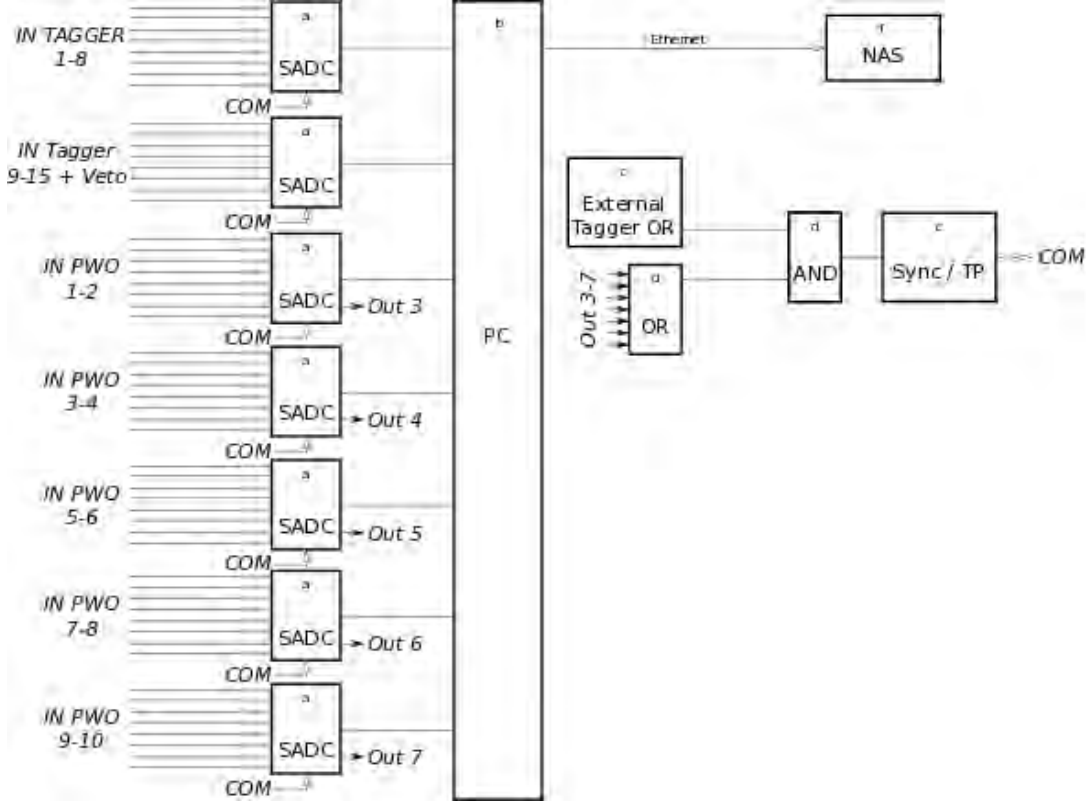 IN TAGGER
1-8
a
SADC
COM
IN Tagger
9-15 + Veto
SADC
COM
IN PWO
1-2
a
SADC
Out 3
COM
IN PWO
3-4
a
SADC
Out 4
COM
IN PWO
5-6
a
SADC
Out 5
COM
IN PWO
7-8
a
SADC
Out 6
COM
IN PWO
9-10
a
SADC
Out 7
COM
b
PC
Ethernet
NAS
c
External
Tagger OR
Out 3-7
OR
d
AND
Sync / TP
COM